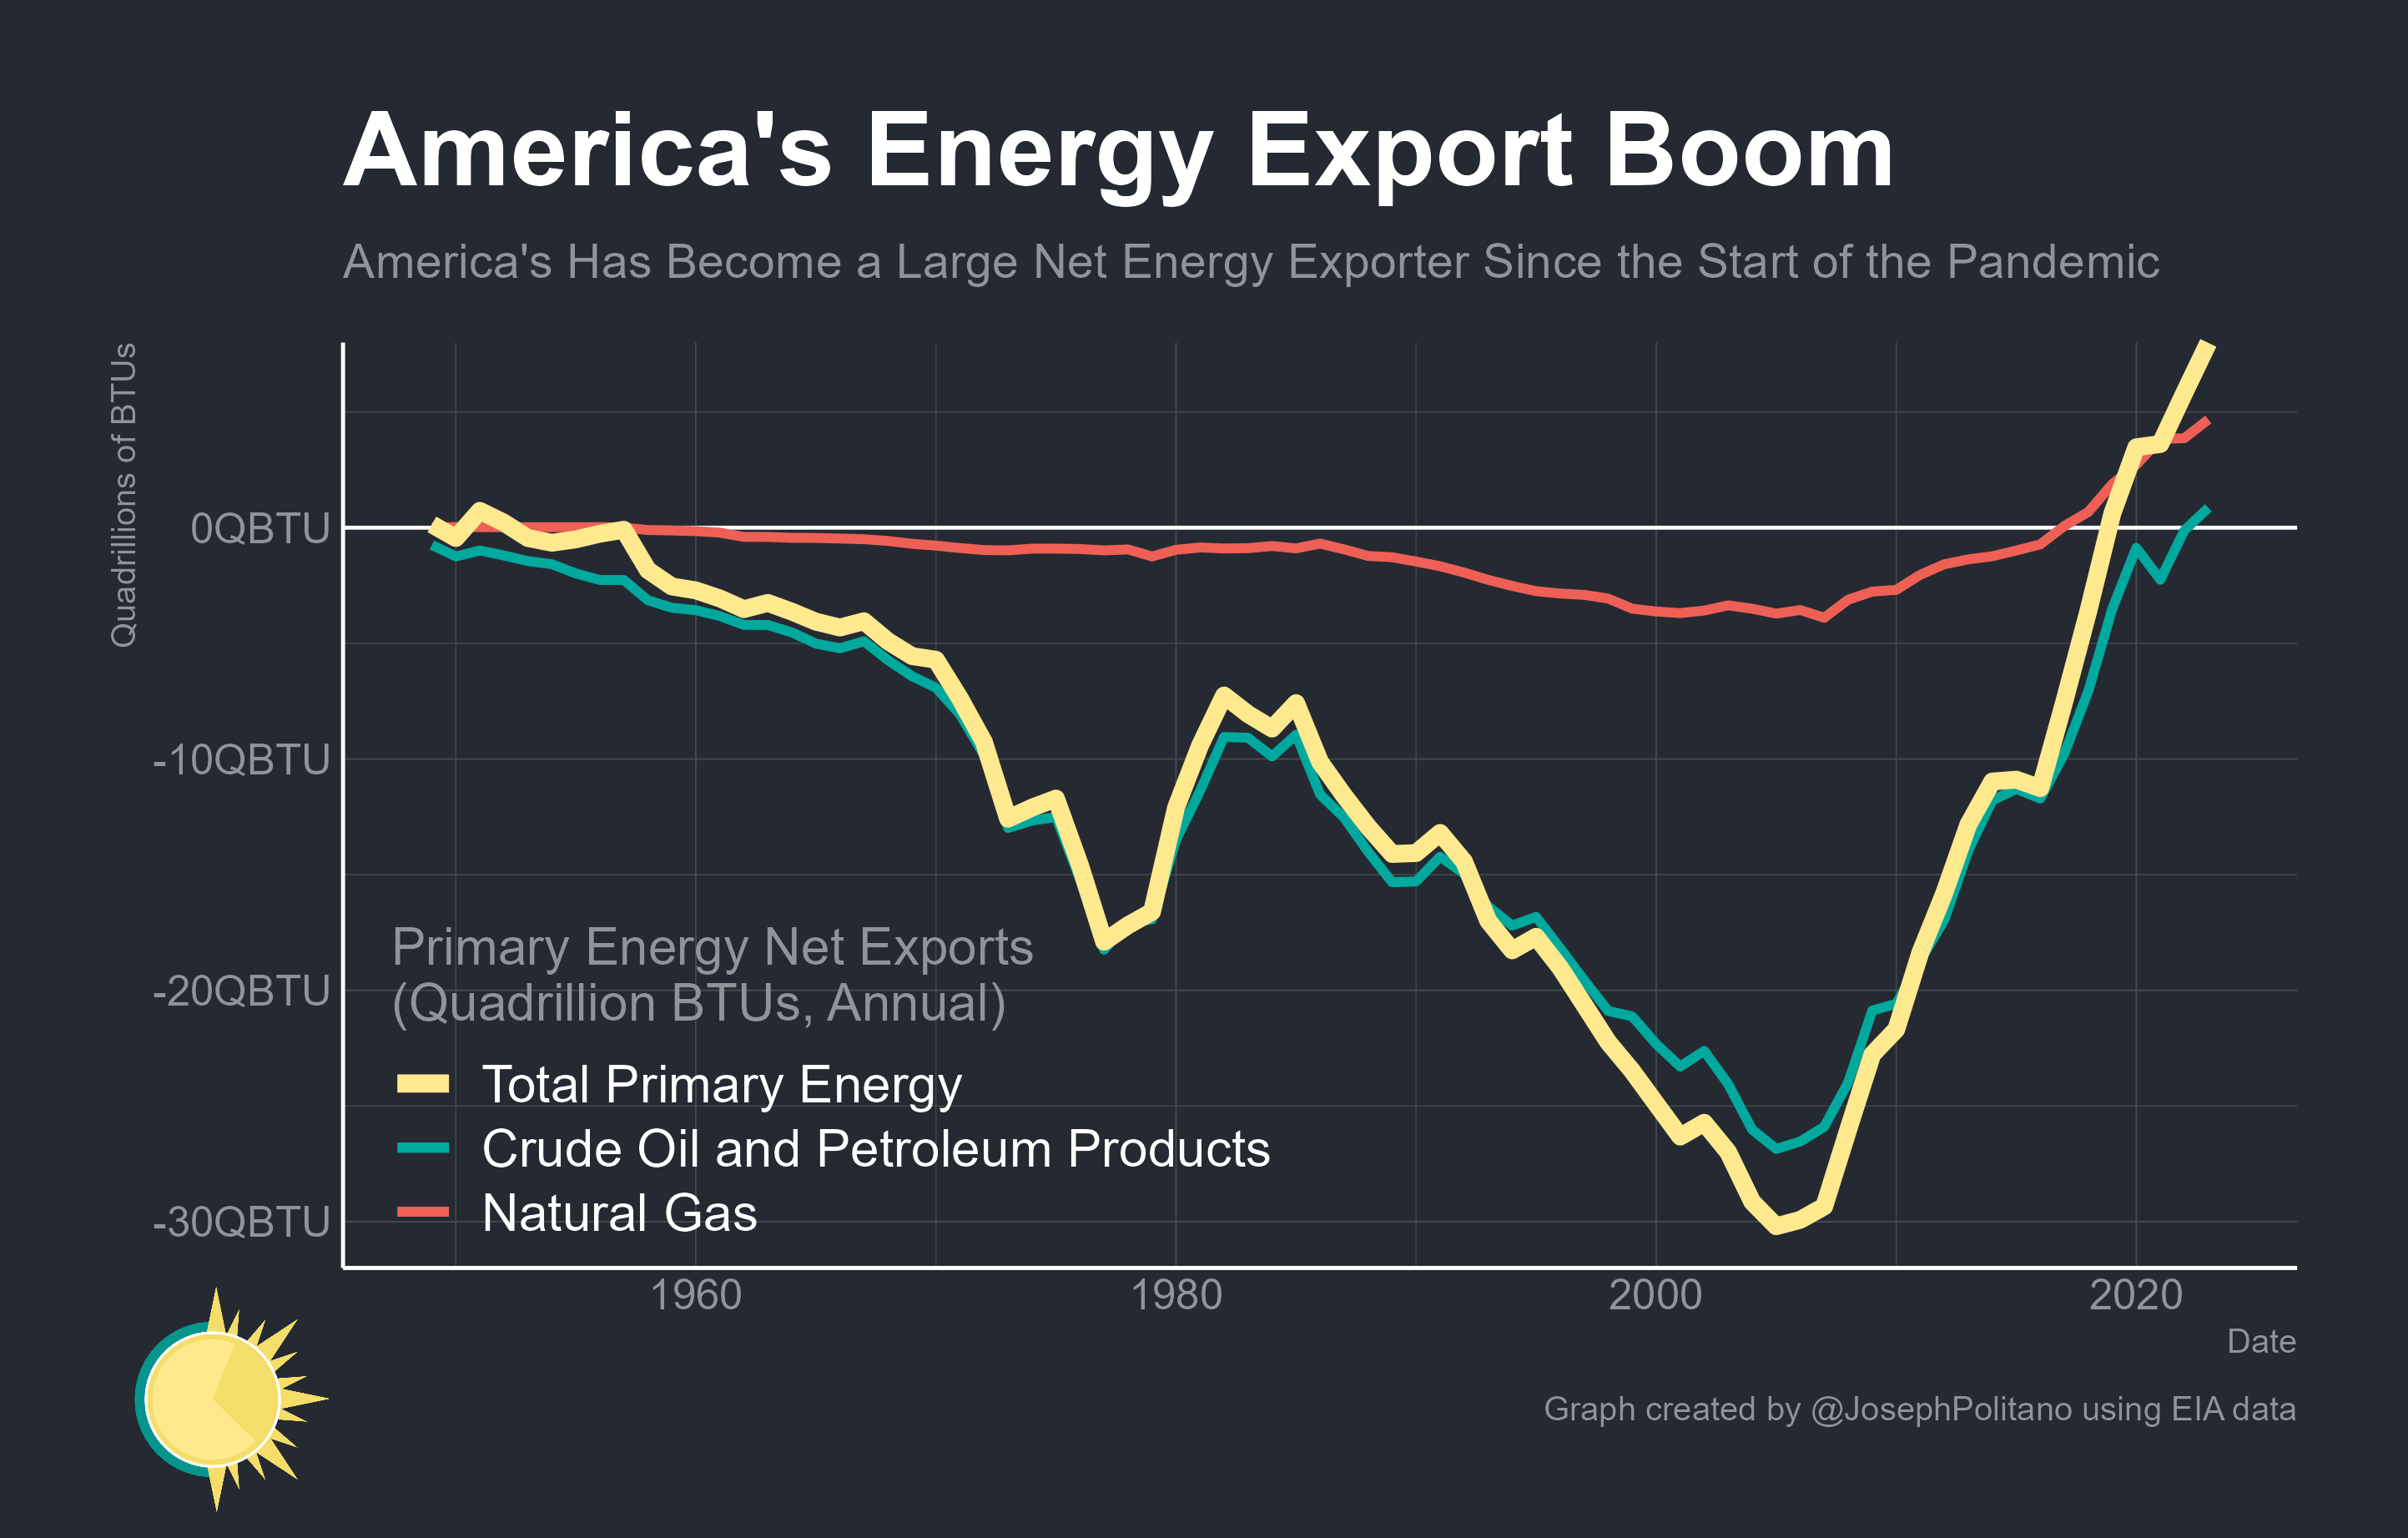 America's Energy Export Boom
America's Has Become a Large Net Energy Exporter Since the Start of the Pandemic
Quadrillions of BTUs
0QBTU
-10QBTU
-20QBTU
-30QBTU
Primary Energy Net Exports
(Quadrillion BTUs, Annual)
Total Primary Energy
Crude Oil and Petroleum Products
Natural Gas
1960
1980
2000
2020
Date
Graph created by @JosephPolitano using EIA data